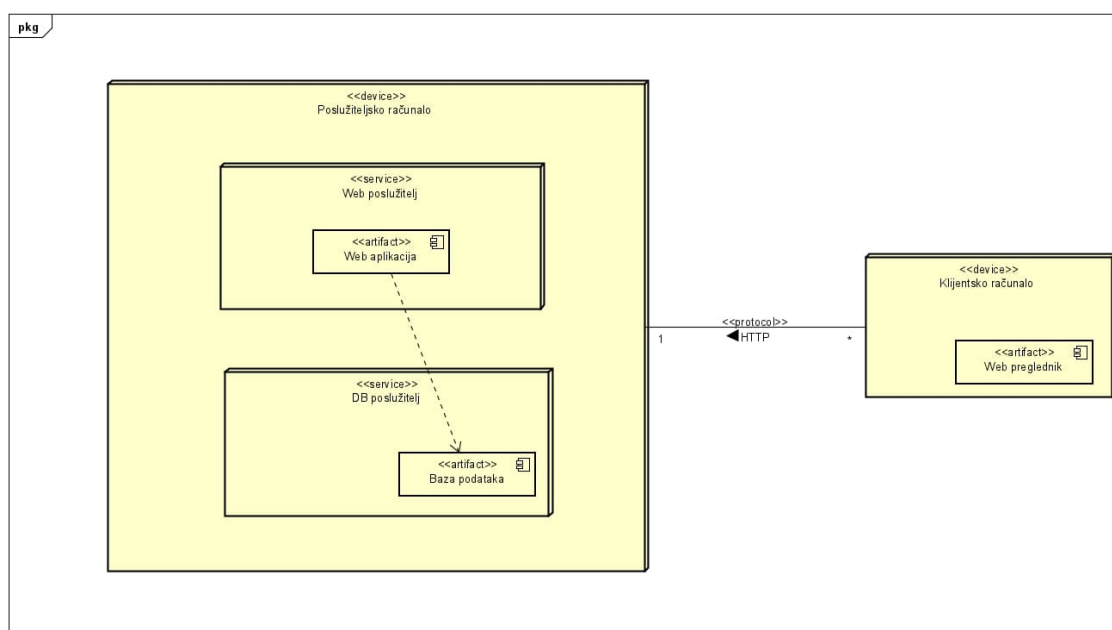 pkg
<<device>>
Poslužiteljsko računalo
<<service>>
Web poslužitelj
<<artifact>>
Web aplikacija
<<service>>
DB poslužitelj
<<artifact>>
Baza podataka
1
<<protocol>>
HTTP
*
<<device>>
Klijentsko računalo
<<artifact>>
Web preglednik